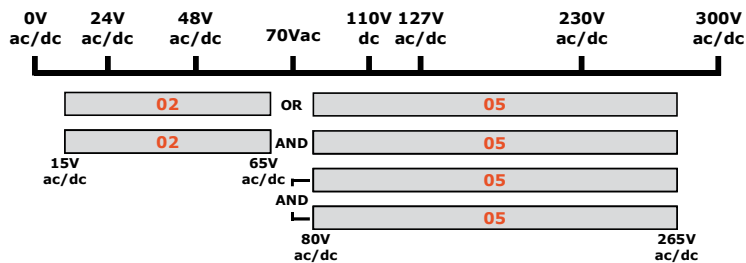 0V 24V 48V 70Vac 110V 127V 230V 300V
ac/dc ac/dc ac/dc dc ac/dc ac/dc ac/dc
02 OR 05
02 AND 05
15V 65V
ac/dc ac/dc
05
AND
05
80V 265V
ac/dc ac/dc